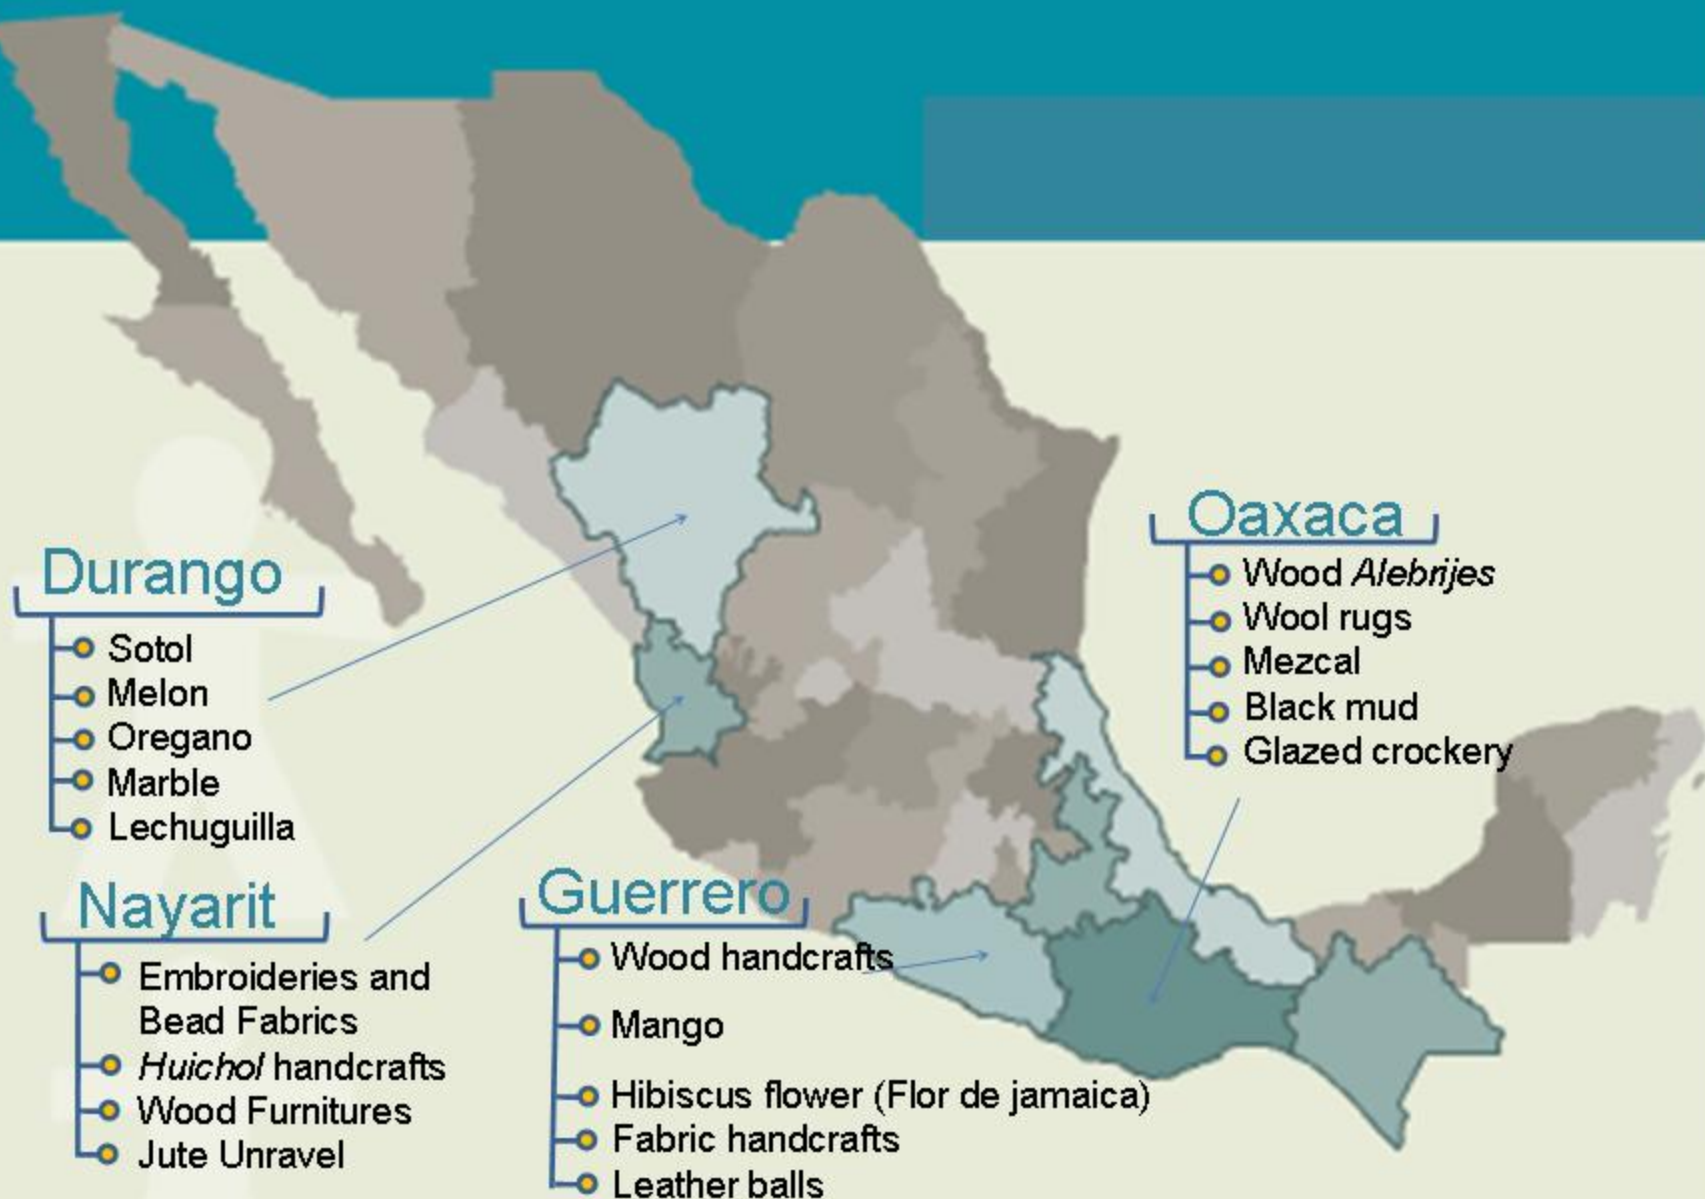 Durango
Sotol
Melon
Oregano
Marble
Lechuguilla
Nayarit
Embroideries and
Bead Fabrics
Huichol handcrafts
Wood Furnitures
Jute Unravel
Guerrero
Wood handcrafts
Mango
Hibiscus flower (Flor de jamaica)
Fabric handcrafts
Leather balls
Oaxaca
Wood Alebrijes
Wool rugs
Mezcal
Black mud
Glazed crockery